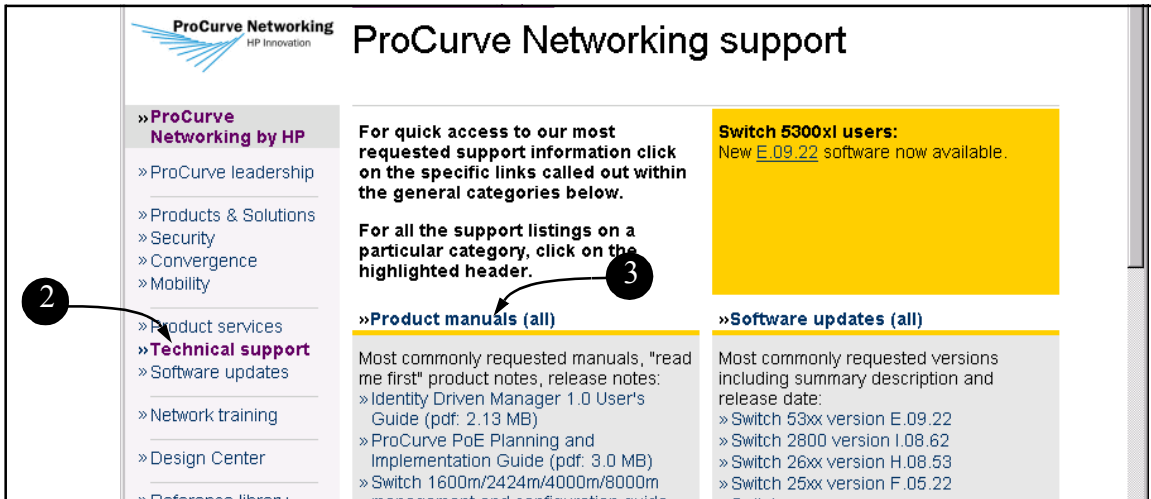 ProCurve Networking
HP Innovation
ProCurve Networking support
»ProCurve
Networking by HP
»ProCurve leadership
»Products & Solutions
»Security
»Convergence
»Mobility
2
»Product services
»Technical support
»Software updates
»Network training
»Design Center
»Reference library
For quick access to our most
requested support information click
on the specific links called out within
the general categories below.
For all the support listings on a
particular category, click on the
highlighted header.
3
»Product manuals (all)
Most commonly requested manuals, "read
me first" product notes, release notes:
»Identity Driven Manager 1.0 User's
Guide (pdf: 2.13 MB)
»ProCurve PoE Planning and
Implementation Guide (pdf: 3.0 MB)
»Switch 1600m/2424m/4000m/8000m
management and configuration guide
Switch 5300xl users:
New E.09.22 software now available.
»Software updates (all)
Most commonly requested versions
including summary description and
release date:
»Switch 53xx version E.09.22
»Switch 2800 version I.08.62
»Switch 26xx version H.08.53
»Switch 25xx version F.05.22